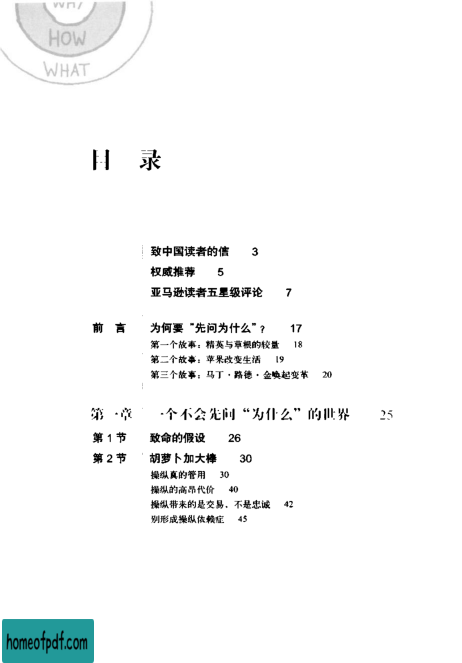 WHY
HOW
WHAT
目 录
致中国读者的信 3
权威推荐 5
亚马逊读者五星级评论 7
前 言 为何要“先问为什么”? 17
第一个故事：精英与草根的较量 18
第二个故事：苹果改变生活 19
第三个故事：马丁·路德·金唤起变革 20
第一章 一个不会先问“为什么”的世界 25
第1节 致命的假设 26
第2节 胡萝卜加大棒 30
操纵真的管用 30
操纵的高昂代价 40
操纵带来的是交易，不是忠诚 42
别形成操纵依赖症 45
homeofpdf.com